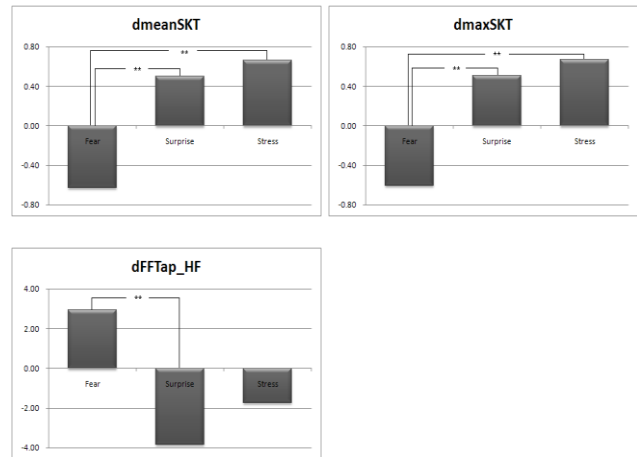 dmeanSKT
0.80
0.40
0.00
-0.40
-0.80
**
**
Fear
Surprise
Stress
dmaxSKT
0.80
0.40
0.00
-0.40
-0.80
**
**
Fear
Surprise
Stress
dFFTap_HF
4.00
2.00
0.00
-2.00
-4.00
**
Fear
Surprise
Stress